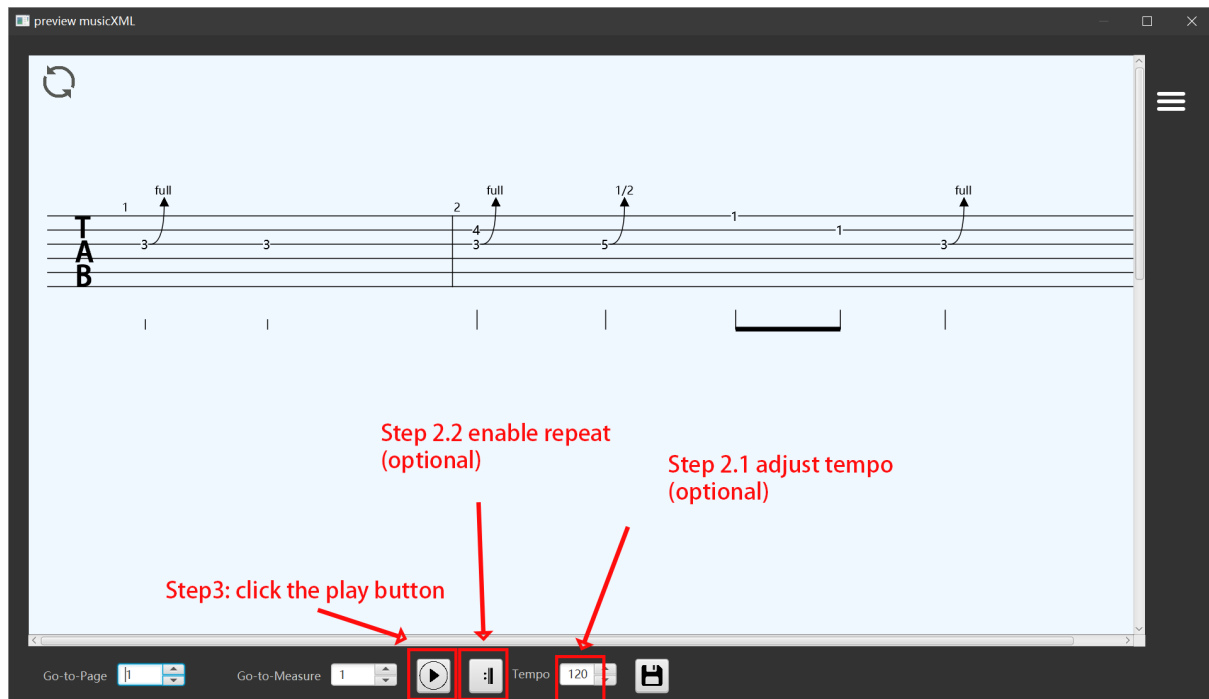 preview musicXML
full full 1/2 full
1 2
1
T 4 1
A 3 3 3 5 3
B
Step 2.2 enable repeat
(optional)
Step 2.1 adjust tempo
(optional)
Step3: click the play button
Go-to-Page 1 Go-to-Measure 1 Tempo 120